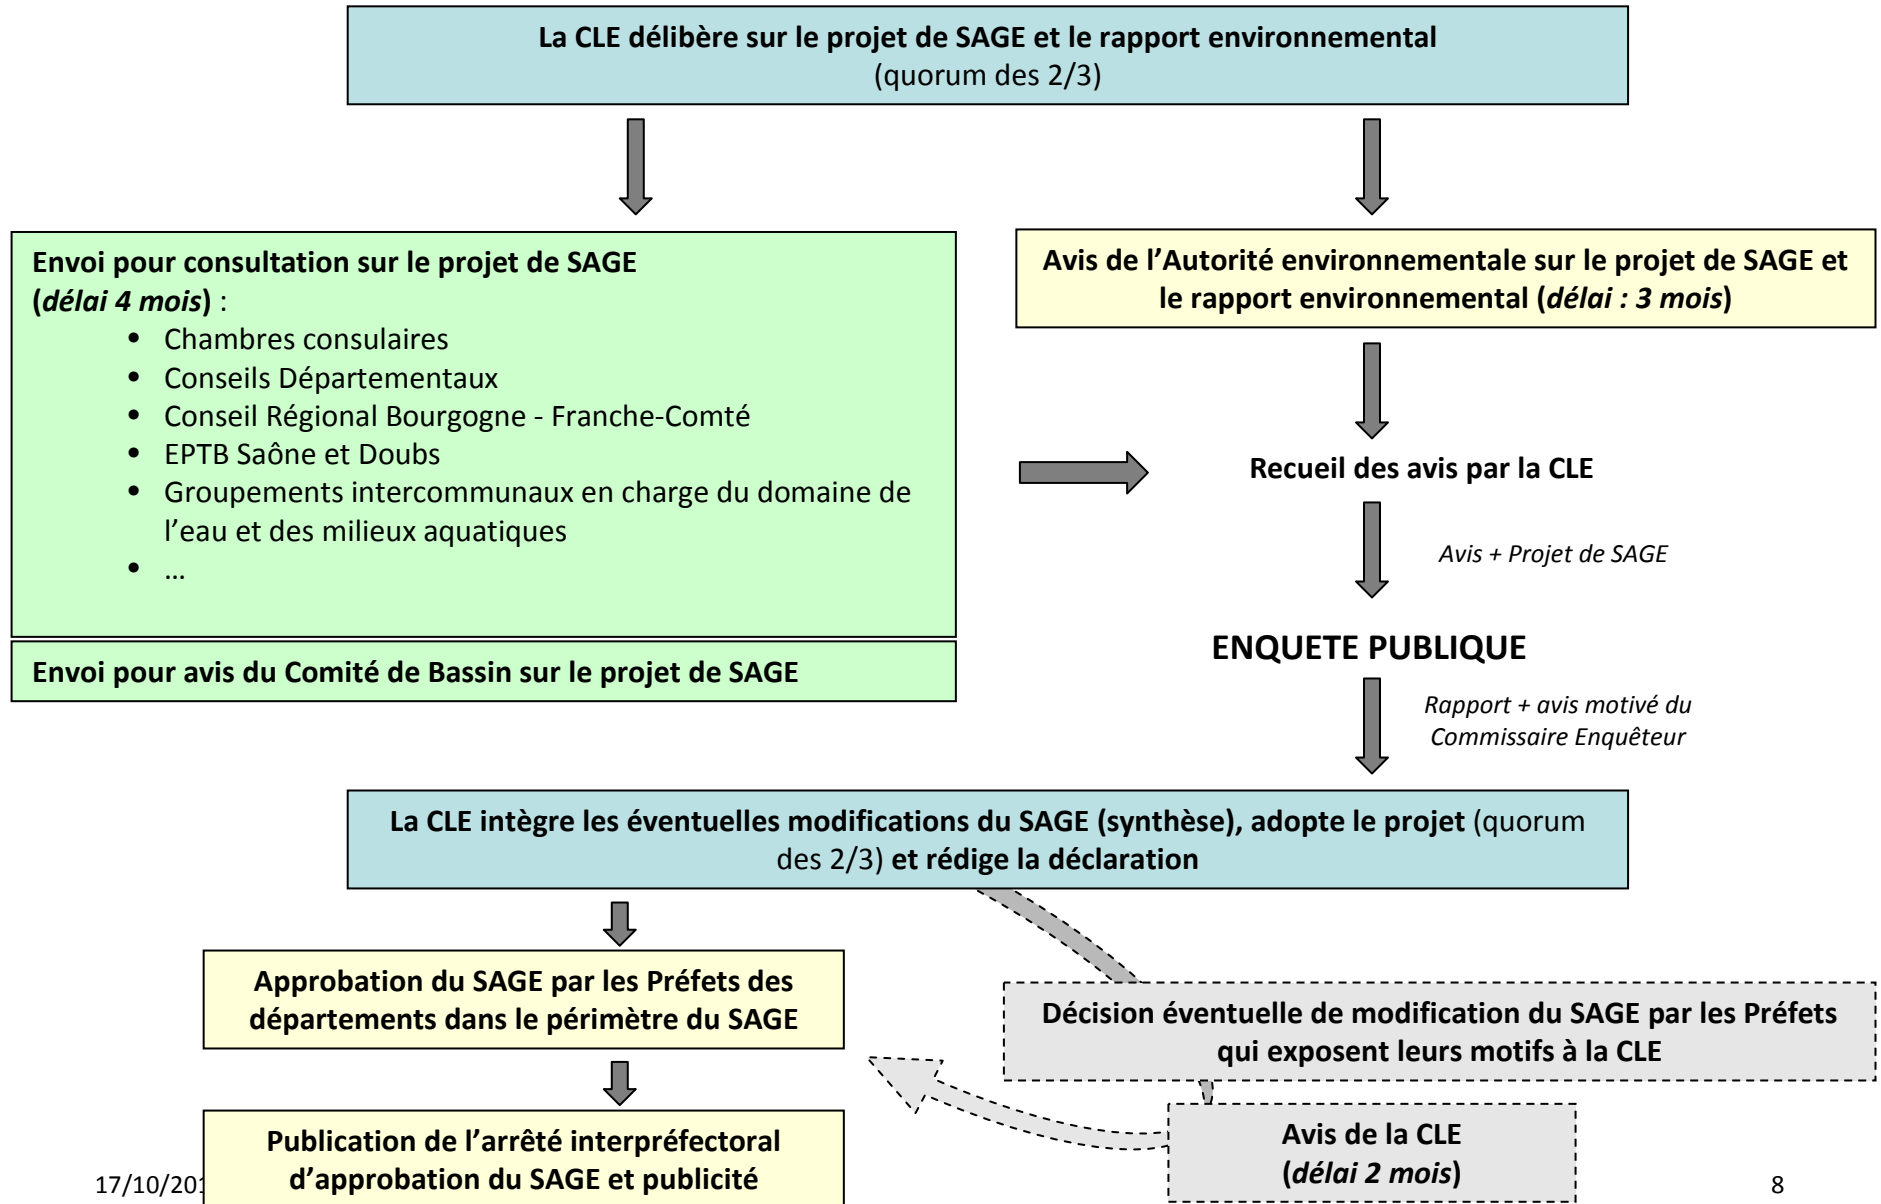 La CLE délibère sur le projet de SAGE et le rapport environnemental
(quorum des 2/3)
Envoi pour consultation sur le projet de SAGE
(délai 4 mois) :
• Chambres consulaires
• Conseils Départementaux
• Conseil Régional Bourgogne - Franche-Comté
• EPTB Saône et Doubs
• Groupements intercommunaux en charge du domaine de
l’eau et des milieux aquatiques
• …
Envoi pour avis du Comité de Bassin sur le projet de SAGE
Avis de l’Autorité environnementale sur le projet de SAGE et
le rapport environnemental (délai : 3 mois)
Recueil des avis par la CLE
Avis + Projet de SAGE
ENQUETE PUBLIQUE
Rapport + avis motivé du
Commissaire Enquêteur
La CLE intègre les éventuelles modifications du SAGE (synthèse), adopte le projet (quorum
des 2/3) et rédige la déclaration
Approbation du SAGE par les Préfets des
départements dans le périmètre du SAGE
Décision éventuelle de modification du SAGE par les Préfets
qui exposent leurs motifs à la CLE
Avis de la CLE
(délai 2 mois)
Publication de l’arrêté interpréfectoral
d’approbation du SAGE et publicité
17/10/201
8